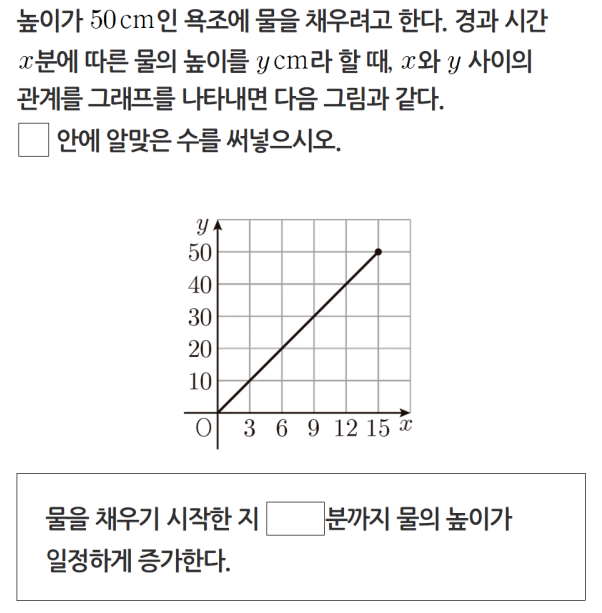 높이가 50 cm인 욕조에 물을 채우려고 한다. 경과 시간
x분에 따른 물의 높이를 y cm라 할 때, x와 y 사이의
관계를 그래프를 나타내면 다음 그림과 같다.
□ 안에 알맞은 수를 써넣으시오.
y
50
40
30
20
10
O 3 6 9 12 15 x
물을 채우기 시작한 지 □분까지 물의 높이가
일정하게 증가한다.